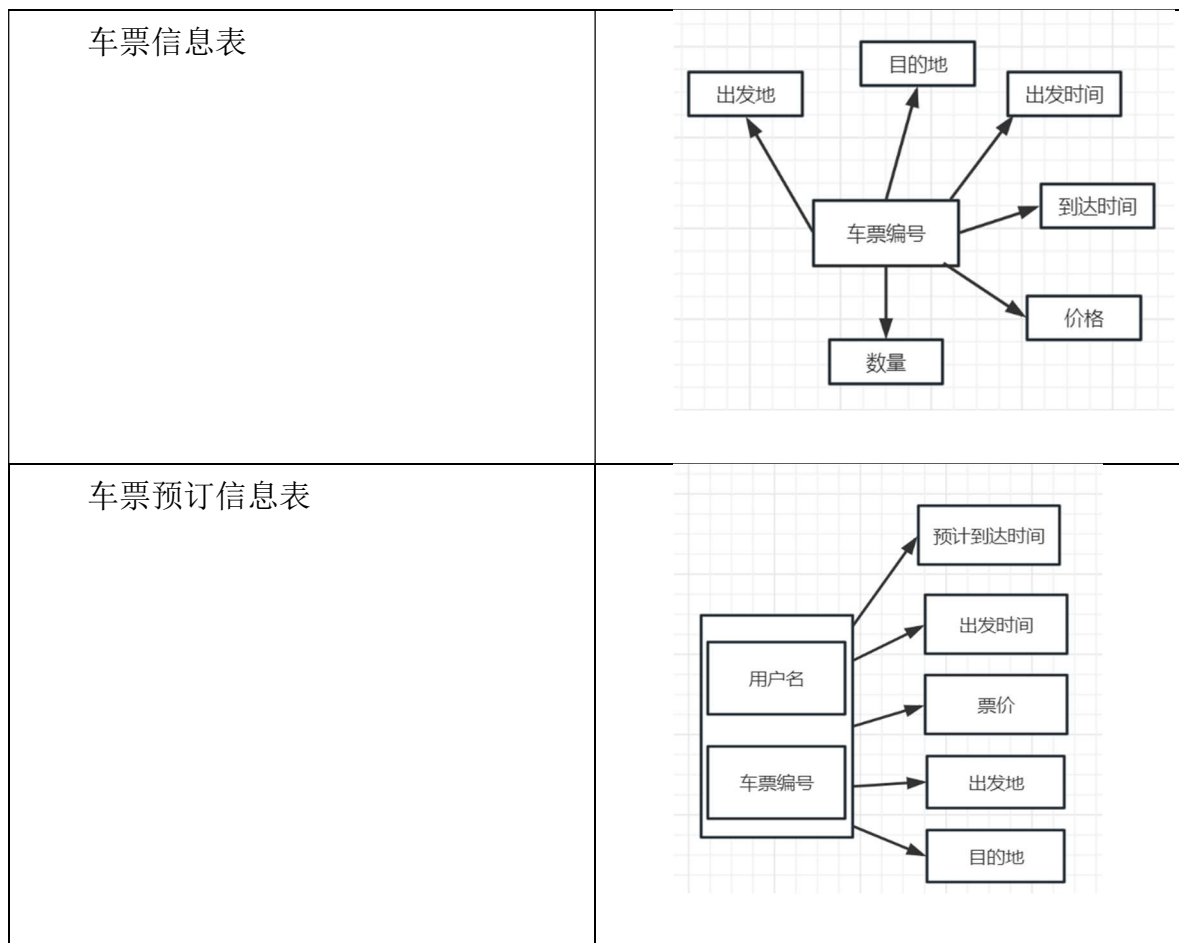 车票信息表
目的地
出发地
出发时间
到达时间
车票编号
价格
数量
车票预订信息表
预计到达时间
出发时间
用户名
票价
车票编号
出发地
目的地